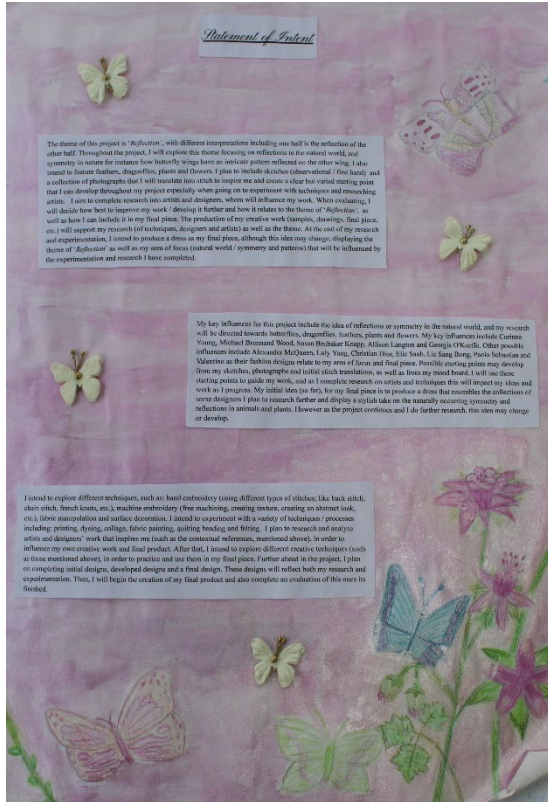 Statement of Intent
The theme of this project is ‘Reflection’, with different interpretations including one half is the reflection of
the other half. Throughout the project, I will explore this theme focusing on reflections in the natural world, and
symmetry in nature for instance how butterfly wings have an intricate pattern reflected on the other wing. I also
intend to feature feathers, dragonflies, plants and flowers. I plan to include sketches (observational / fine hand) and
a collection of photographs that I will translate into stitch to inspire me and create a clear but varied starting point
that I can develop throughout my project especially when going on to experiment with techniques and researching
artists. I aim to complete research into artists and designers, whom will influence my work. When evaluating, I
will decide how best to improve my work / develop it further and how it relates to the theme of ‘Reflection’, as
well as how I can include it in my final piece. The production of my creative work (samples, drawings, final piece,
etc.) will support my research (of techniques, designers and artists) as well as the theme. At the end of my research
and experimentation, I intend to produce a dress as my final piece, although this idea may change, displaying the
theme of ‘Reflection’ as well as my area of focus (natural world / symmetry and patterns) that will be influenced by
the experimentation and research I have completed.
My key influences for this project include the idea of reflections or symmetry in the natural world, and my research
will be directed towards butterflies, dragonflies, feathers, plants and flowers. My key influences include Corinne
Young, Michael Brennand Wood, Susan Brubaker Knapp, Allison Langton and Georgia O'Keeffe. Other possible
influences include Alexander McQueen, Laly Yang, Christian Dior, Elie Saab, Lie Sang Bong, Paolo Sebastian and
Valentino as their fashion designs relate to my area of focus and final piece. Possible starting points may develop
from my sketches, photographs and initial stitch translations, as well as from my mood board. I will use these
starting points to guide my work, and as I complete research on artists and techniques this will impact my ideas and
work as I progress. My initial idea (so far), for my final piece is to produce a dress that resembles the collections of
some designers I plan to research further and display a stylish take on the naturally occurring symmetry and
reflections in animals and plants. However as the project continues and I do further research, this idea may change
or develop.
I intend to explore different techniques, such as: hand embroidery (using different types of stitches; like back stitch,
chain stitch, french knots, etc.), machine embroidery (free machining, creating texture, creating an abstract look,
etc.), fabric manipulation and surface decoration. I intend to experiment with a variety of techniques / processes
including: printing, dyeing, collage, fabric painting, quilting beading and felting. I plan to research and analyse
artists and designers' work that inspires me (such as the contextual references, mentioned above), in order to
influence my own creative work and final product. After that, I intend to explore different creative techniques (such
as those mentioned above), in order to practice and use them in my final piece. Further ahead in the project, I plan
on completing initial designs, developed designs and a final design. These designs will reflect both my research and
experimentation. Then, I will begin the creation of my final product and also complete an evaluation of this once its
finished.